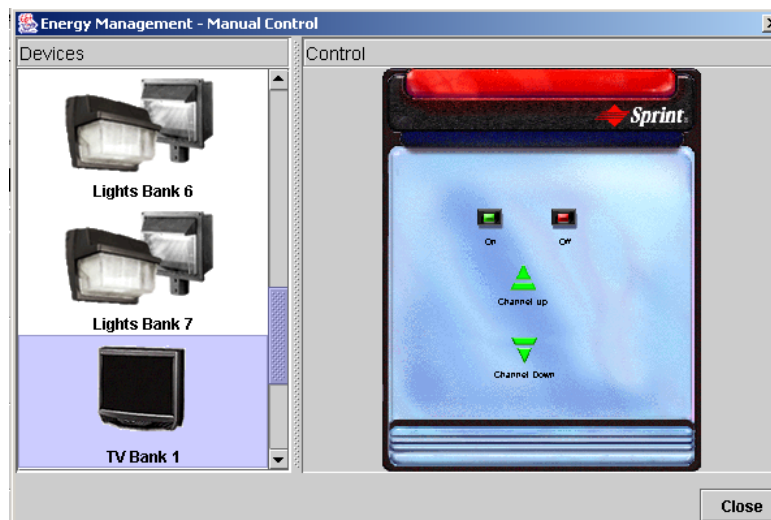 Energy Management - Manual Control
Devices
Control
Lights Bank 6
Lights Bank 7
TV Bank 1
Sprint
On
Off
Channel up
Channel Down
Close